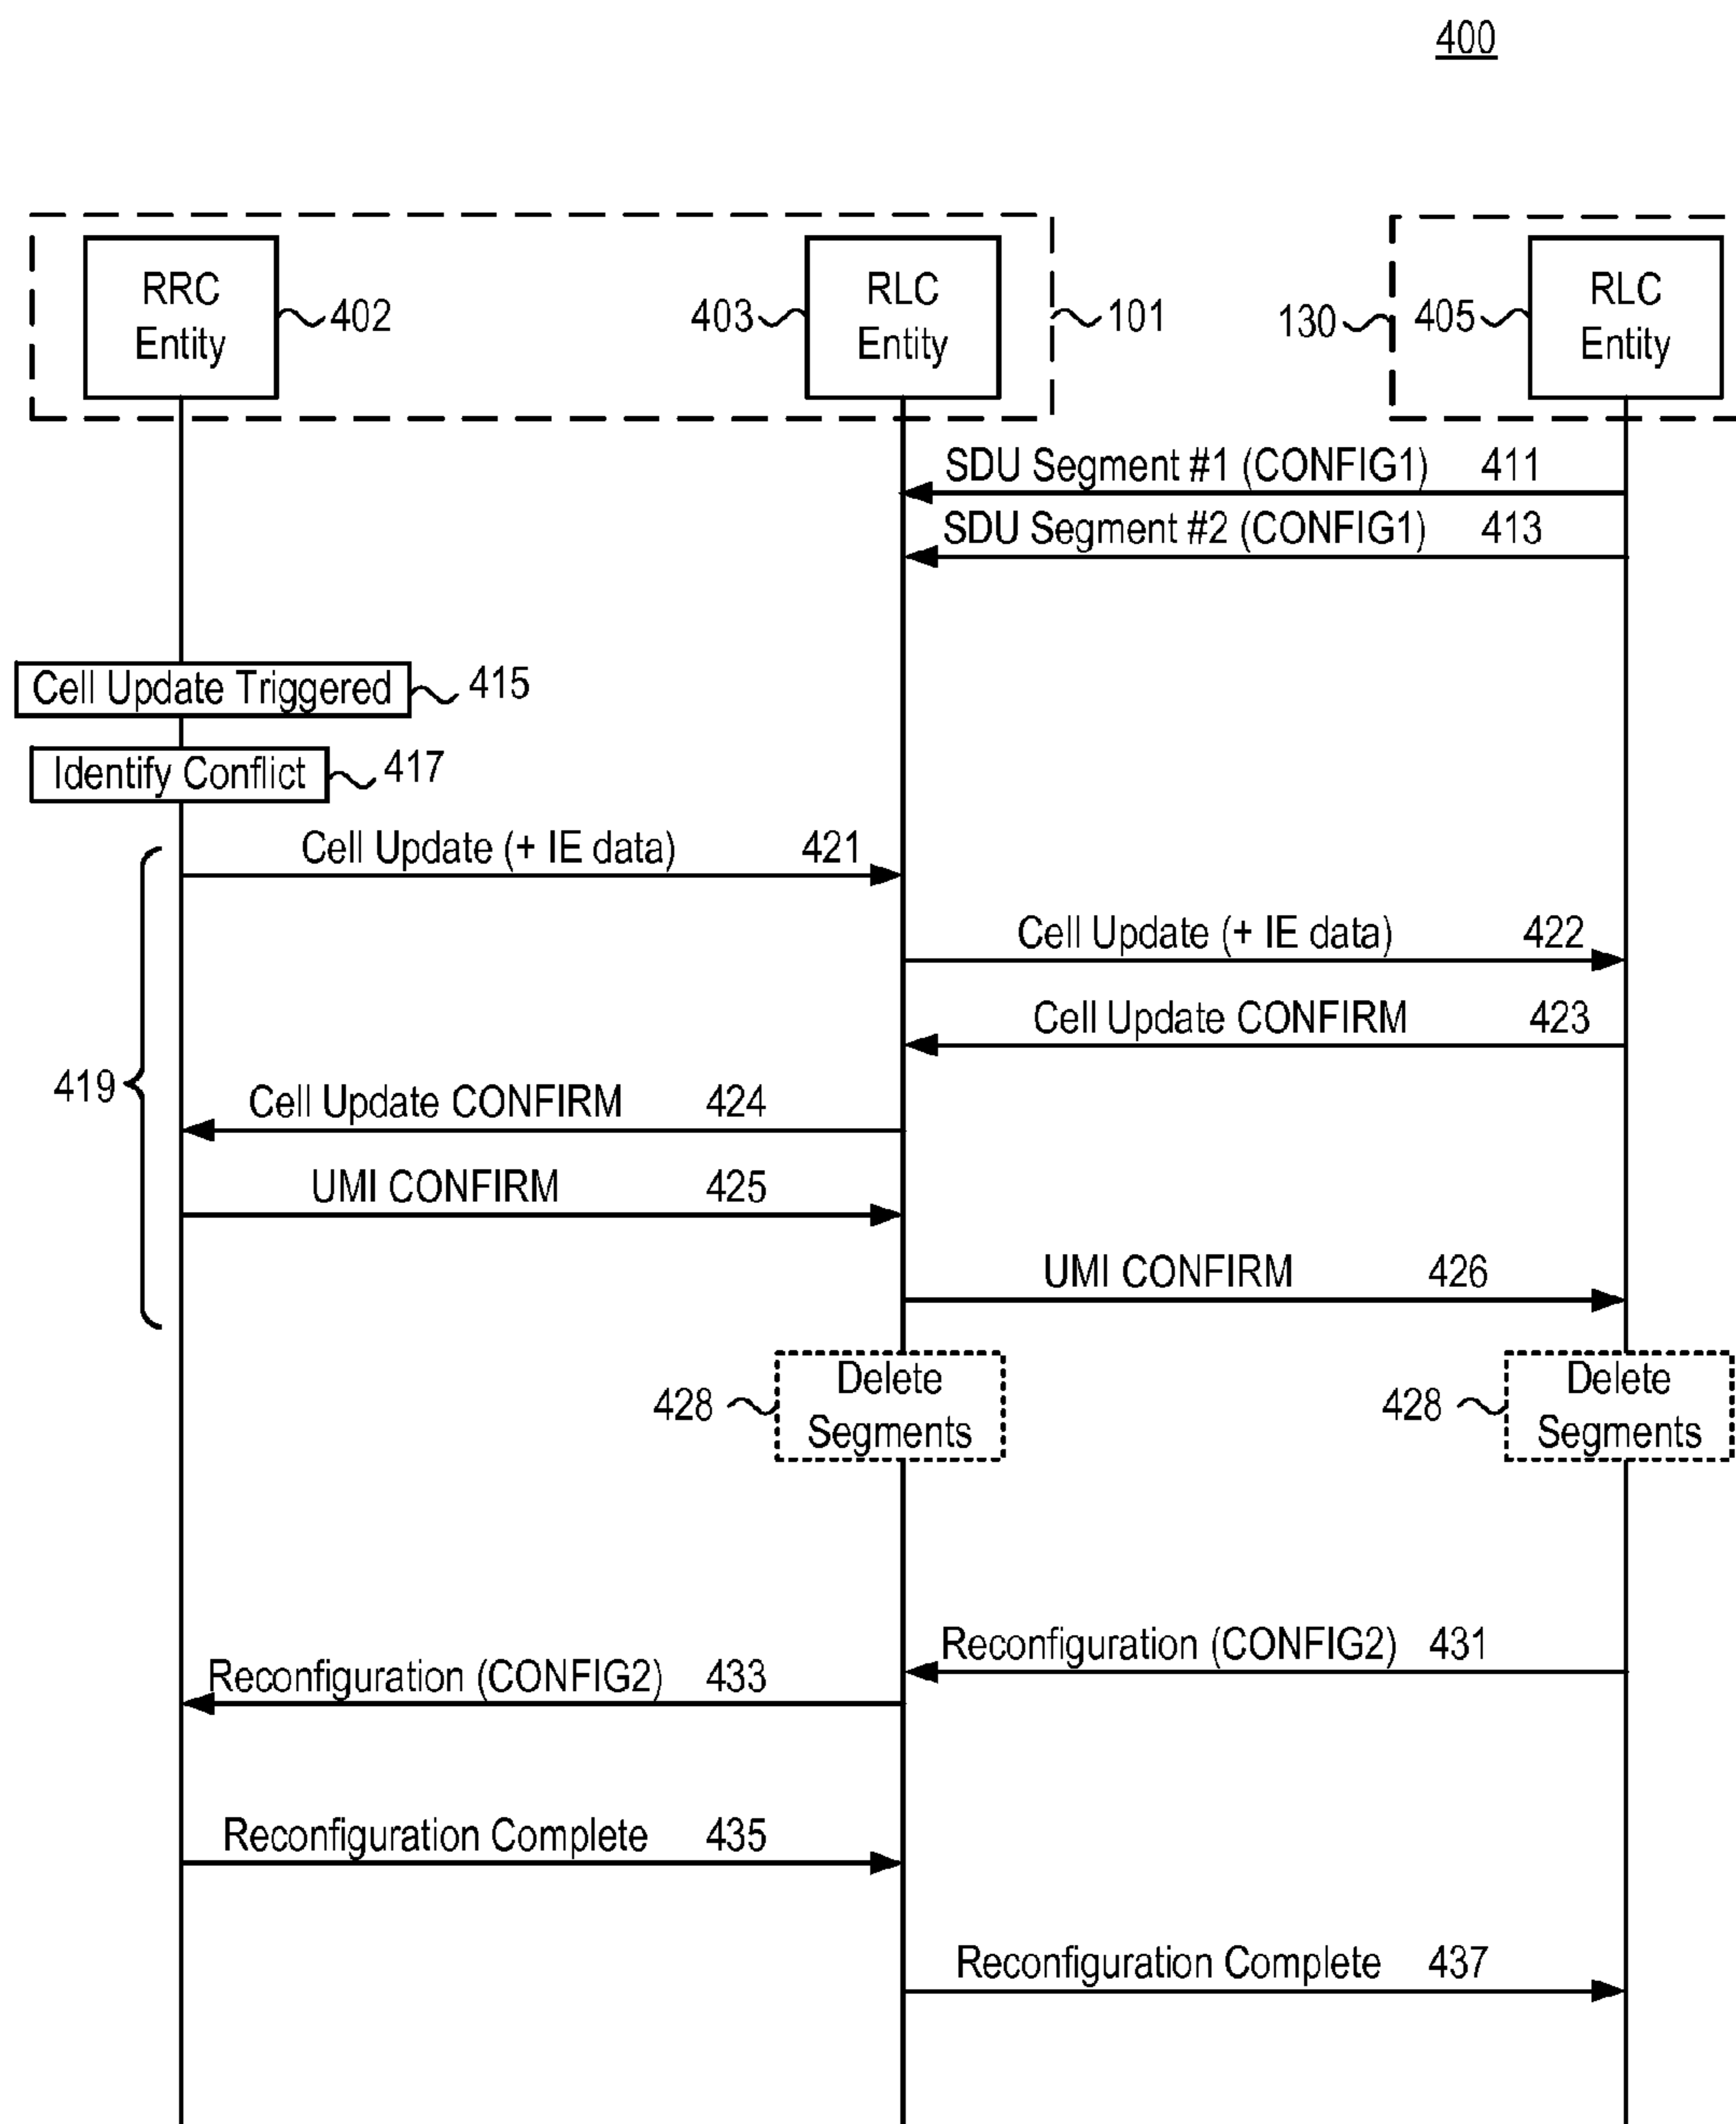 400
RRC
Entity
402
403
RLC
Entity
101
130
405
RLC
Entity
SDU Segment #1 (CONFIG1) 411
SDU Segment #2 (CONFIG1) 413
Cell Update Triggered
415
Identify Conflict
417
Cell Update (+ IE data) 421
Cell Update (+ IE data) 422
Cell Update CONFIRM 423
419
Cell Update CONFIRM 424
UMI CONFIRM 425
UMI CONFIRM 426
428
Delete
Segments
428
Delete
Segments
Reconfiguration (CONFIG2) 431
Reconfiguration (CONFIG2) 433
Reconfiguration Complete 435
Reconfiguration Complete 437